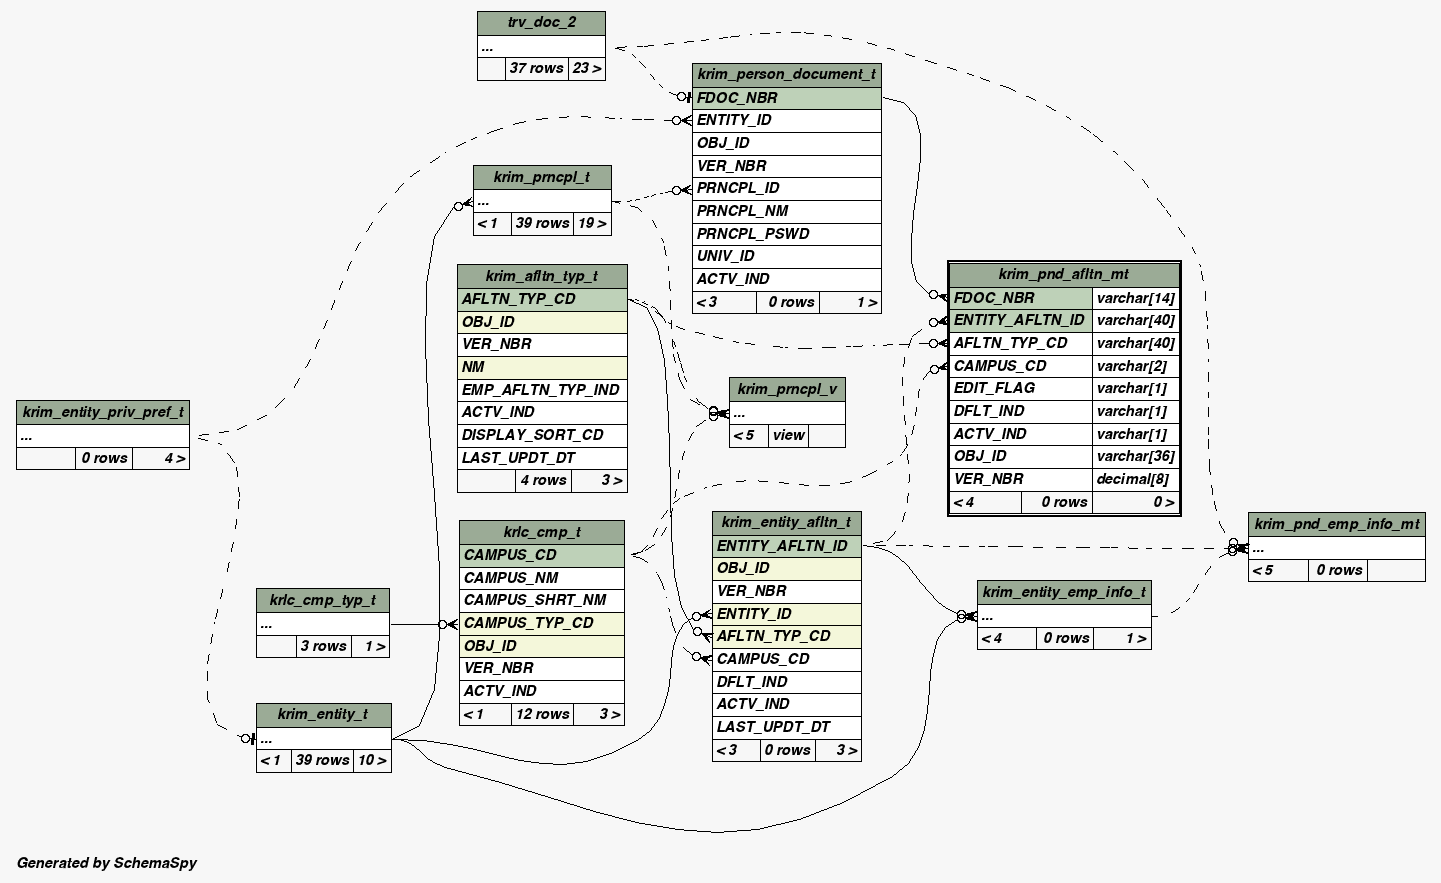 trv_doc_2
...
37 rows 23 >
krim_person_document_t
FDOC_NBR
ENTITY_ID
OBJ_ID
VER_NBR
PRNCPL_ID
PRNCPL_NM
PRNCPL_PSWD
UNIV_ID
ACTV_IND
< 3 0 rows 1 >
krim_prncpl_t
...
< 1 39 rows 19 >
krim_afltn_typ_t
AFLTN_TYP_CD
OBJ_ID
VER_NBR
NM
EMP_AFLTN_TYP_IND
ACTV_IND
DISPLAY_SORT_CD
LAST_UPDT_DT
4 rows 3 >
krim_pnd_afltn_mt
FDOC_NBR varchar[14]
ENTITY_AFLTN_ID varchar[40]
AFLTN_TYP_CD varchar[40]
CAMPUS_CD varchar[2]
EDIT_FLAG varchar[1]
DFLT_IND varchar[1]
ACTV_IND varchar[1]
OBJ_ID varchar[36]
VER_NBR decimal[8]
< 4 0 rows 0 >
krim_prncpl_v
...
< 5 view
krim_entity_priv_pref_t
...
0 rows 4 >
krlc_cmp_t
CAMPUS_CD
CAMPUS_NM
CAMPUS_SHRT_NM
CAMPUS_TYP_CD
OBJ_ID
VER_NBR
ACTV_IND
< 1 12 rows 3 >
krim_entity_afltn_t
ENTITY_AFLTN_ID
OBJ_ID
VER_NBR
ENTITY_ID
AFLTN_TYP_CD
CAMPUS_CD
DFLT_IND
ACTV_IND
LAST_UPDT_DT
< 3 0 rows 3 >
krim_pnd_emp_info_mt
...
< 5 0 rows
krim_entity_emp_info_t
...
< 4 0 rows 1 >
krlc_cmp_typ_t
...
3 rows 1 >
krim_entity_t
...
< 1 39 rows 10 >
Generated by SchemaSpy